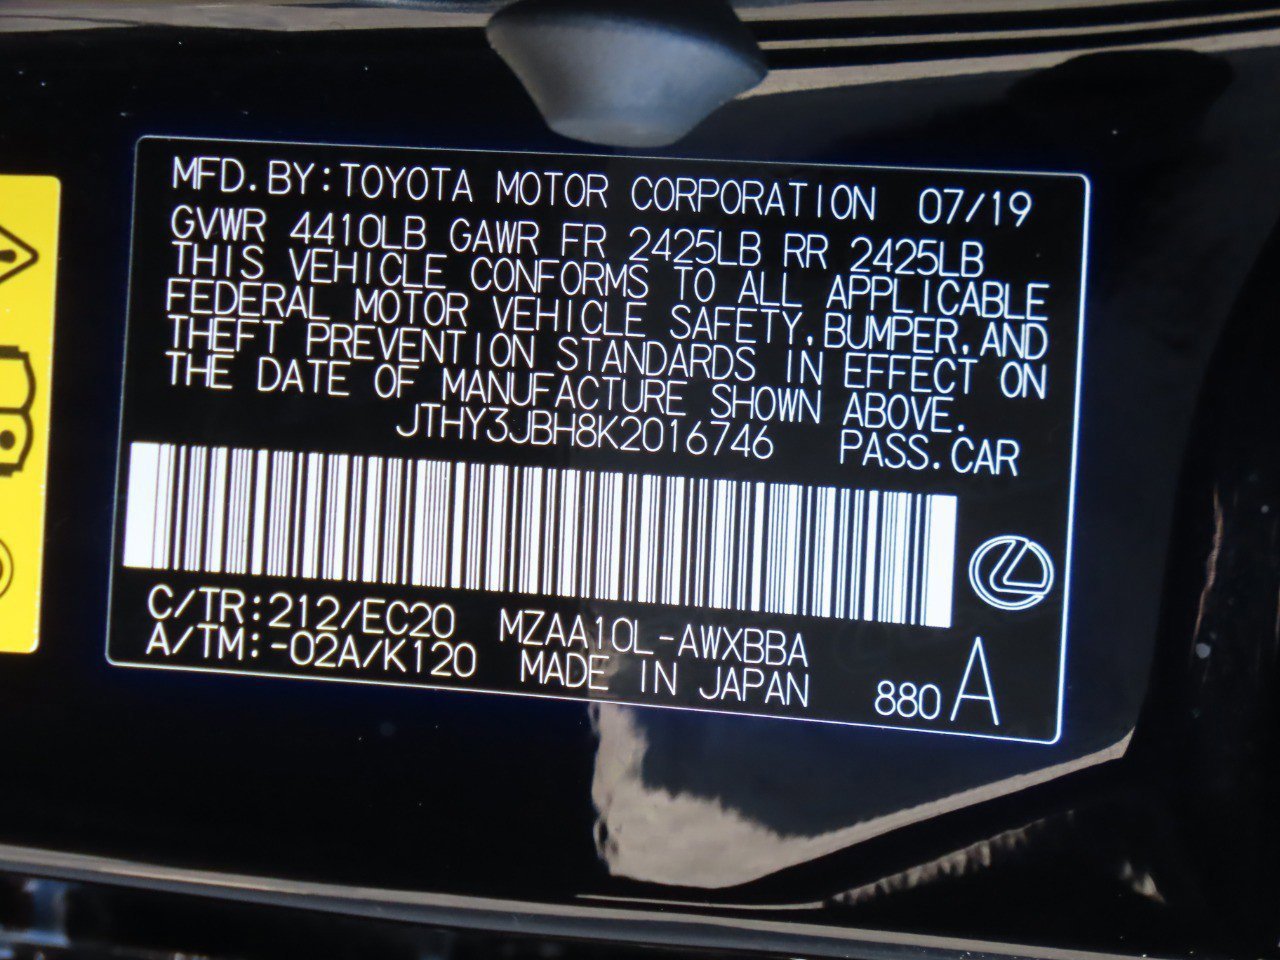 MFD.BY:TOYOTA MOTOR CORPORATION 07/19
GVWR 4410LB GAWR FR 2425LB RR 2425LB
THIS VEHICLE CONFORMS TO ALL APPLICABLE
FEDERAL MOTOR VEHICLE SAFETY,BUMPER,AND
THEFT PREVENTION STANDARDS IN EFFECT ON
THE DATE OF MANUFACTURE SHOWN ABOVE.
JTHY3JBH8K2016746 PASS.CAR
C/TR:212/EC20 MZAA10L-AWXBBA
A/TM:-02A/K120 MADE IN JAPAN 880 A